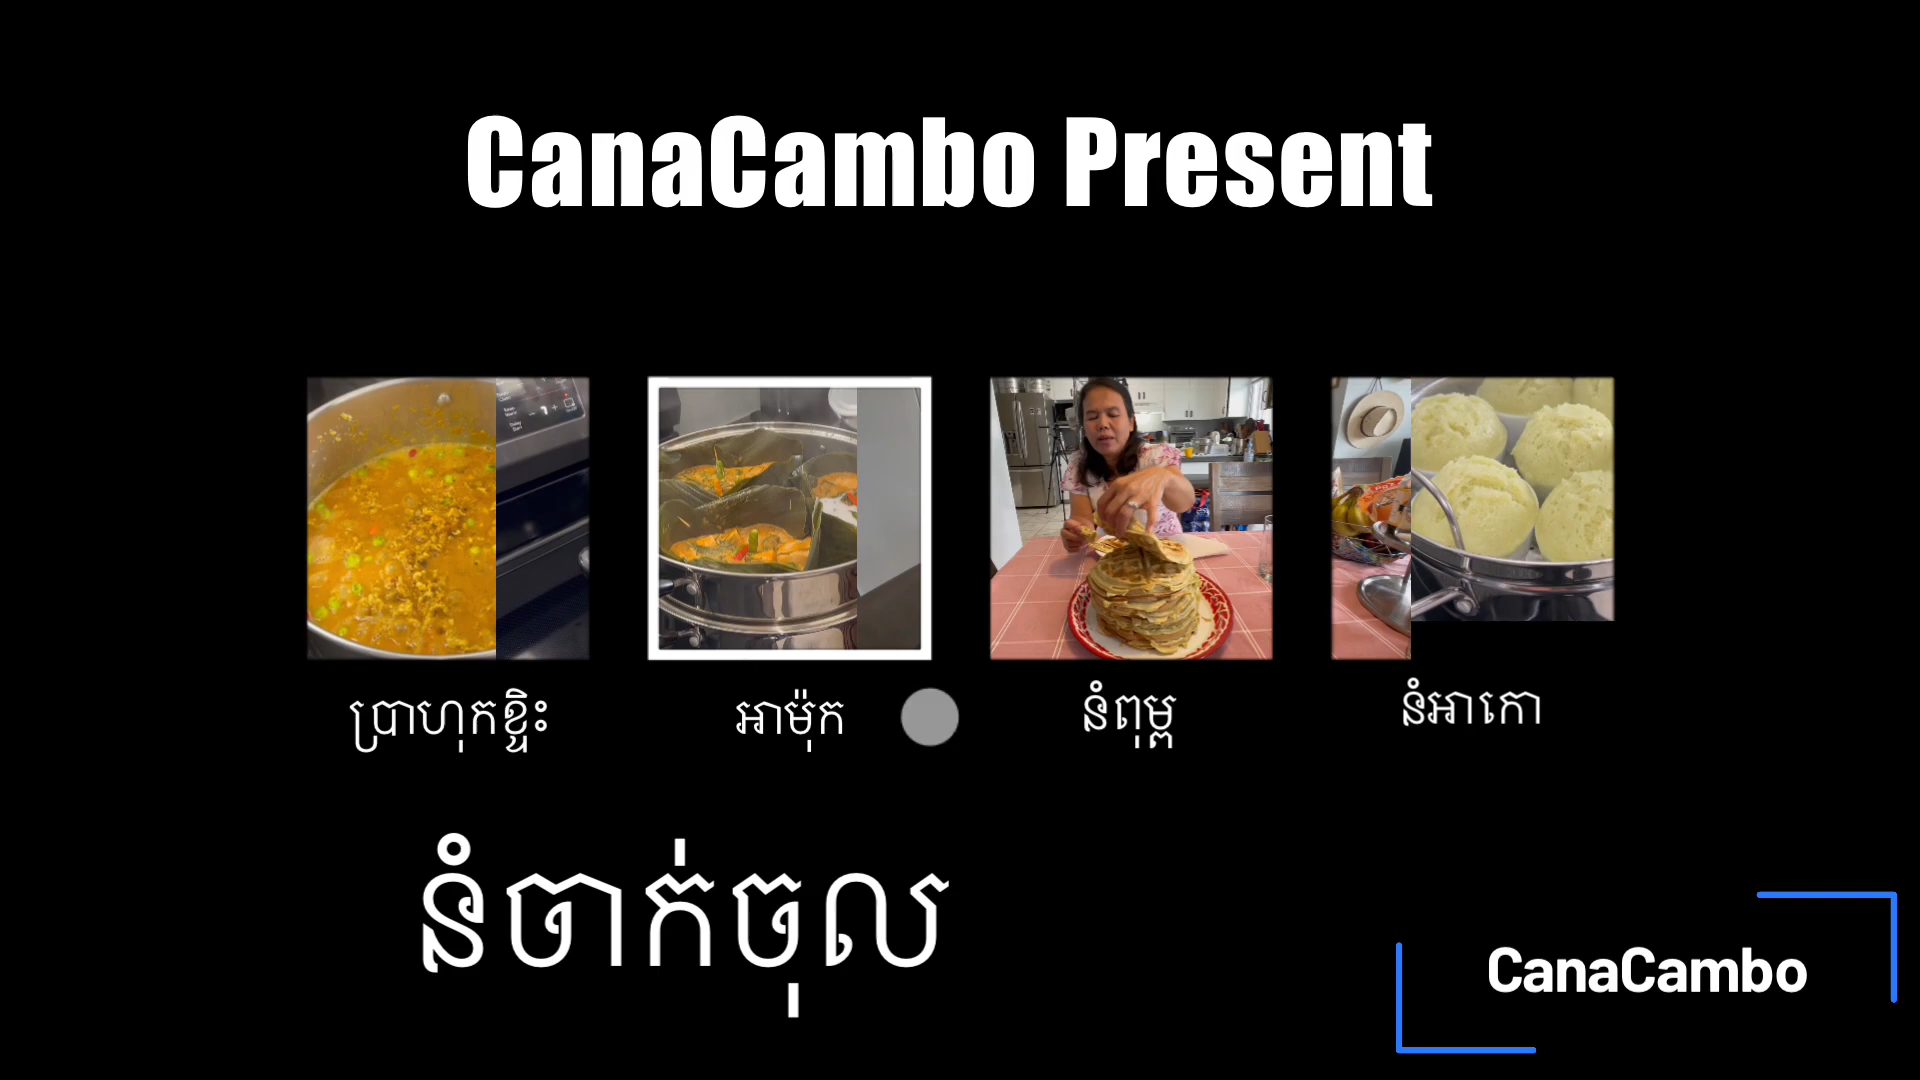 CanaCambo Present
ប្រាហុកខ្ទិះ
អាម៉ុក
នំពុម្ព
នំអាកោ
នំចាក់ចុល
CanaCambo